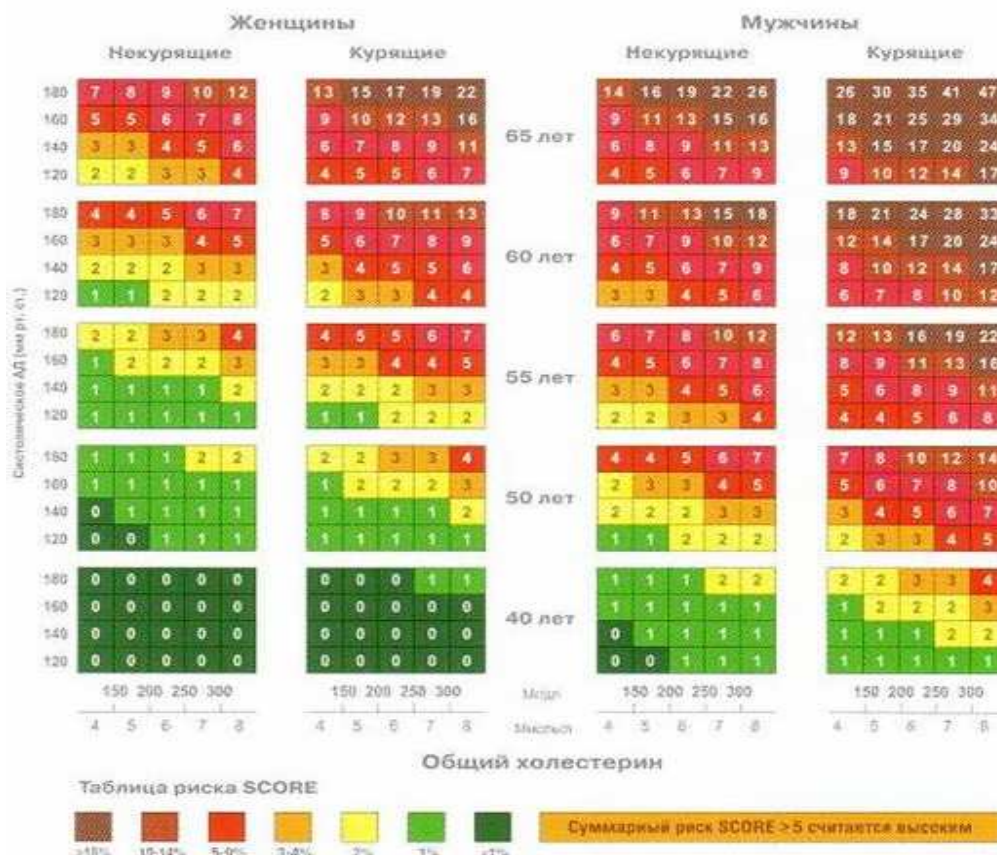 Женщины Мужчины
Некурящие Курящие Некурящие Курящие
180 7 8 9 10 12 13 15 17 19 22 14 16 19 22 26 26 30 35 41 47
160 5 5 6 7 8 9 10 12 13 16 9 11 13 15 16 18 21 25 29 34
65 лет
140 3 3 4 5 6 6 7 8 9 11 6 8 9 11 13 13 15 17 20 24
120 2 2 3 3 4 4 5 5 6 7 4 5 6 7 9 9 10 12 14 17
180 4 4 5 6 7 8 9 10 11 13 9 11 13 15 18 18 21 24 28 33
160 3 3 3 4 5 5 6 7 8 9 6 7 9 10 12 12 14 17 20 24
60 лет
140 2 2 2 3 3 3 4 5 5 6 4 5 6 7 9 8 10 12 14 17
120 1 1 2 2 2 2 3 3 4 4 3 3 4 5 6 6 7 8 10 12
Систолическое АД (мм рт. ст.)
180 2 2 3 3 4 4 5 5 6 7 6 7 8 10 12 12 13 16 19 22
160 1 2 2 2 3 3 3 4 4 5 4 5 6 7 8 8 9 11 13 16
55 лет
140 1 1 1 1 2 2 2 2 3 3 3 3 4 5 6 5 6 8 9 11
120 1 1 1 1 1 1 1 2 2 2 2 2 3 3 4 4 4 5 6 8
180 1 1 1 2 2 2 2 3 3 4 4 4 5 6 7 7 8 10 12 14
160 1 1 1 1 1 1 2 2 2 3 2 3 3 4 5 5 6 7 8 10
50 лет
140 0 1 1 1 1 1 1 1 1 2 2 2 2 3 3 3 4 5 6 7
120 0 0 1 1 1 1 1 1 1 1 1 1 2 2 2 2 3 3 4 5
180 0 0 0 0 0 0 0 0 1 1 1 1 1 2 2 2 2 3 3 4
160 0 0 0 0 0 0 0 0 0 0 1 1 1 1 1 1 2 2 2 3
40 лет
140 0 0 0 0 0 0 0 0 0 0 0 1 1 1 1 1 1 1 2 2
120 0 0 0 0 0 0 0 0 0 0 0 0 1 1 1 1 1 1 1 1
150 200 250 300 150 200 250 300 Мг/дл 150 200 250 300 150 200 250 300
4 5 6 7 8 4 5 6 7 8 4 5 6 7 8 4 5 6 7 8
Общий холестерин
Таблица риска SCORE
Суммарный риск SCORE > 5 считается высоким
10-14% 5-9% 3-4% 2% 1% <1%